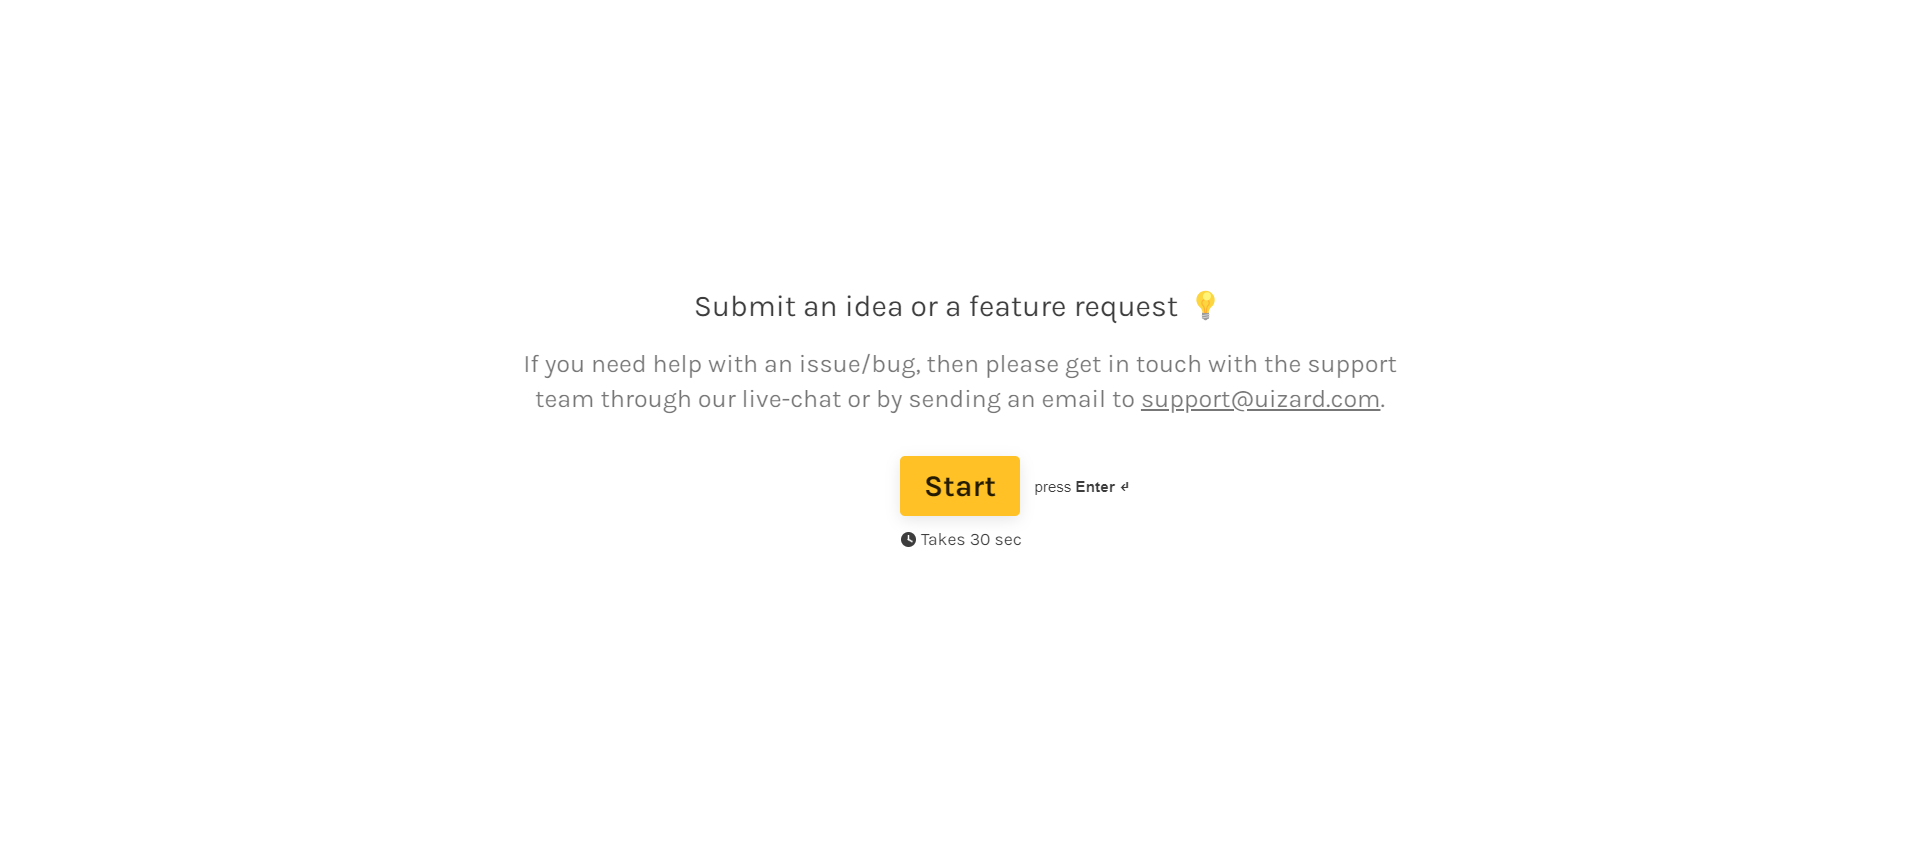 Submit an idea or a feature request 💡
If you need help with an issue/bug, then please get in touch with the support
team through our live-chat or by sending an email to support@uizard.com.
Start press Enter ↵
Takes 30 sec